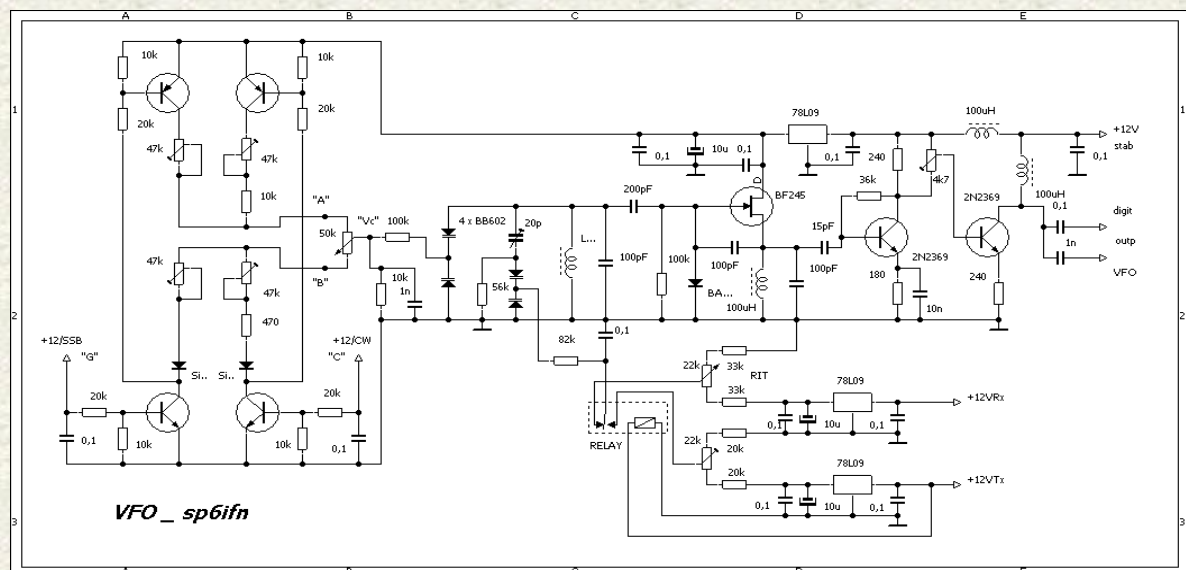 A B C D E
10k 10k
1 1
20k 20k
78L09
100uH
+12V
stab
47k 47k
0,1 10u 0,1 0,1
240
0,1
D
36k 4k7
10k
200pF
BF245
2N2369
100uH
"A"
"Vc" 100k 4 x BB602 20p
0,1
digit
50k
15pF
outp
L...
1n
VFO
47k 47k
"B"
10k
1n
56k
100pF 100k 100pF
BA...
100uH
100pF
2N2369
180 240
10n
470
2 2
0,1
+12/SSB +12/CW
"G" "C"
82k
22k 33k
RIT
Si.. Si..
33k
78L09
20k 20k
+12VRx
0,1 10k 10k 0,1
22k
0,1 10u 0,1
RELAY
20k
20k
78L09
+12VTx
0,1 10u 0,1
VFO _ sp6ifn
3 3
A B C D E